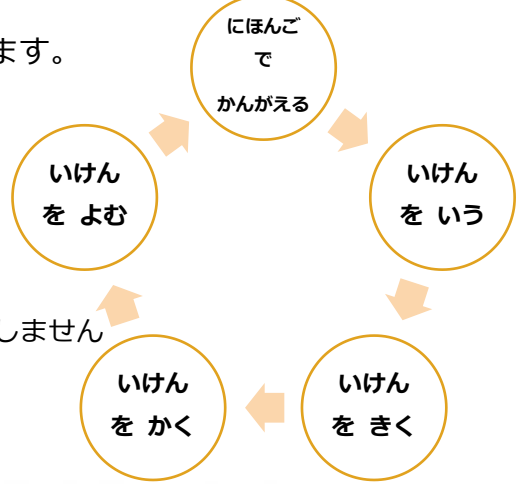 ます。
にほんご
で
かんがえる
いけん
を いう
いけん
を きく
いけん
を かく
いけん
を よむ
しません